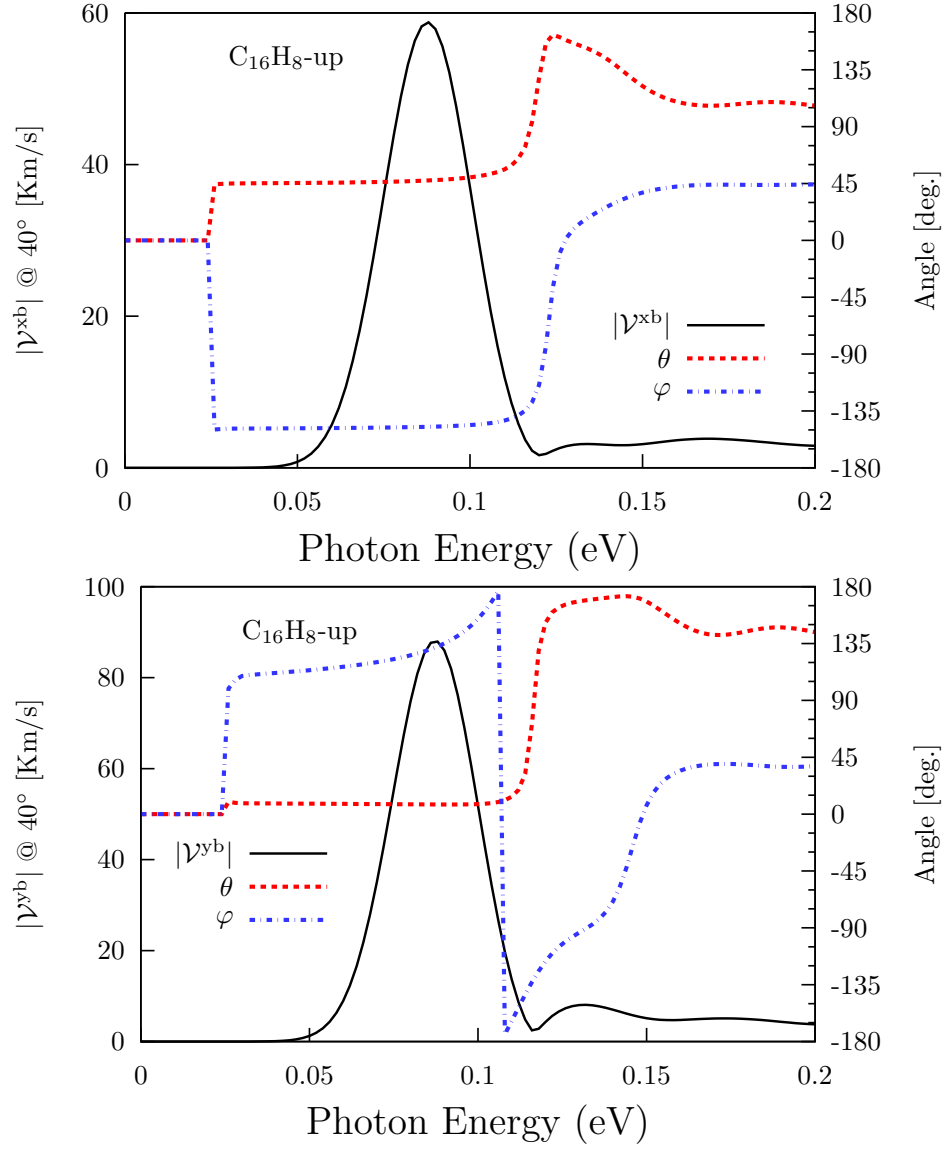 60
40
20
0
180
135
90
45
0
-45
-90
-135
-180
0
0.05
0.1
0.15
0.2
|𝒱ˣᵇ| @ 40° [Km/s]
Angle [deg.]
C₁₆H₈-up
|𝒱ˣᵇ|
θ
φ
Photon Energy (eV)
100
80
60
40
20
0
180
135
90
45
0
-45
-90
-135
-180
0
0.05
0.1
0.15
0.2
|𝒱ʸᵇ| @ 40° [Km/s]
Angle [deg.]
C₁₆H₈-up
|𝒱ʸᵇ|
θ
φ
Photon Energy (eV)